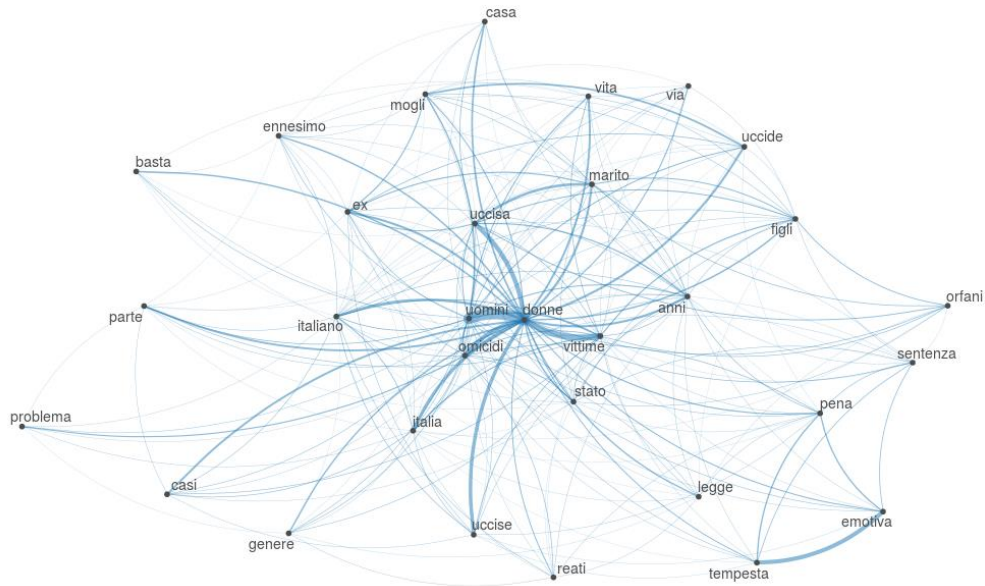 casa
mogli
vita
via
ennesimo
uccide
basta
marito
ex
uccisa
figli
parte
italiano
uomini
donne
anni
orfani
omicidi
vittime
sentenza
stato
pena
problema
italia
casi
legge
genere
uccise
emotiva
reati
tempesta